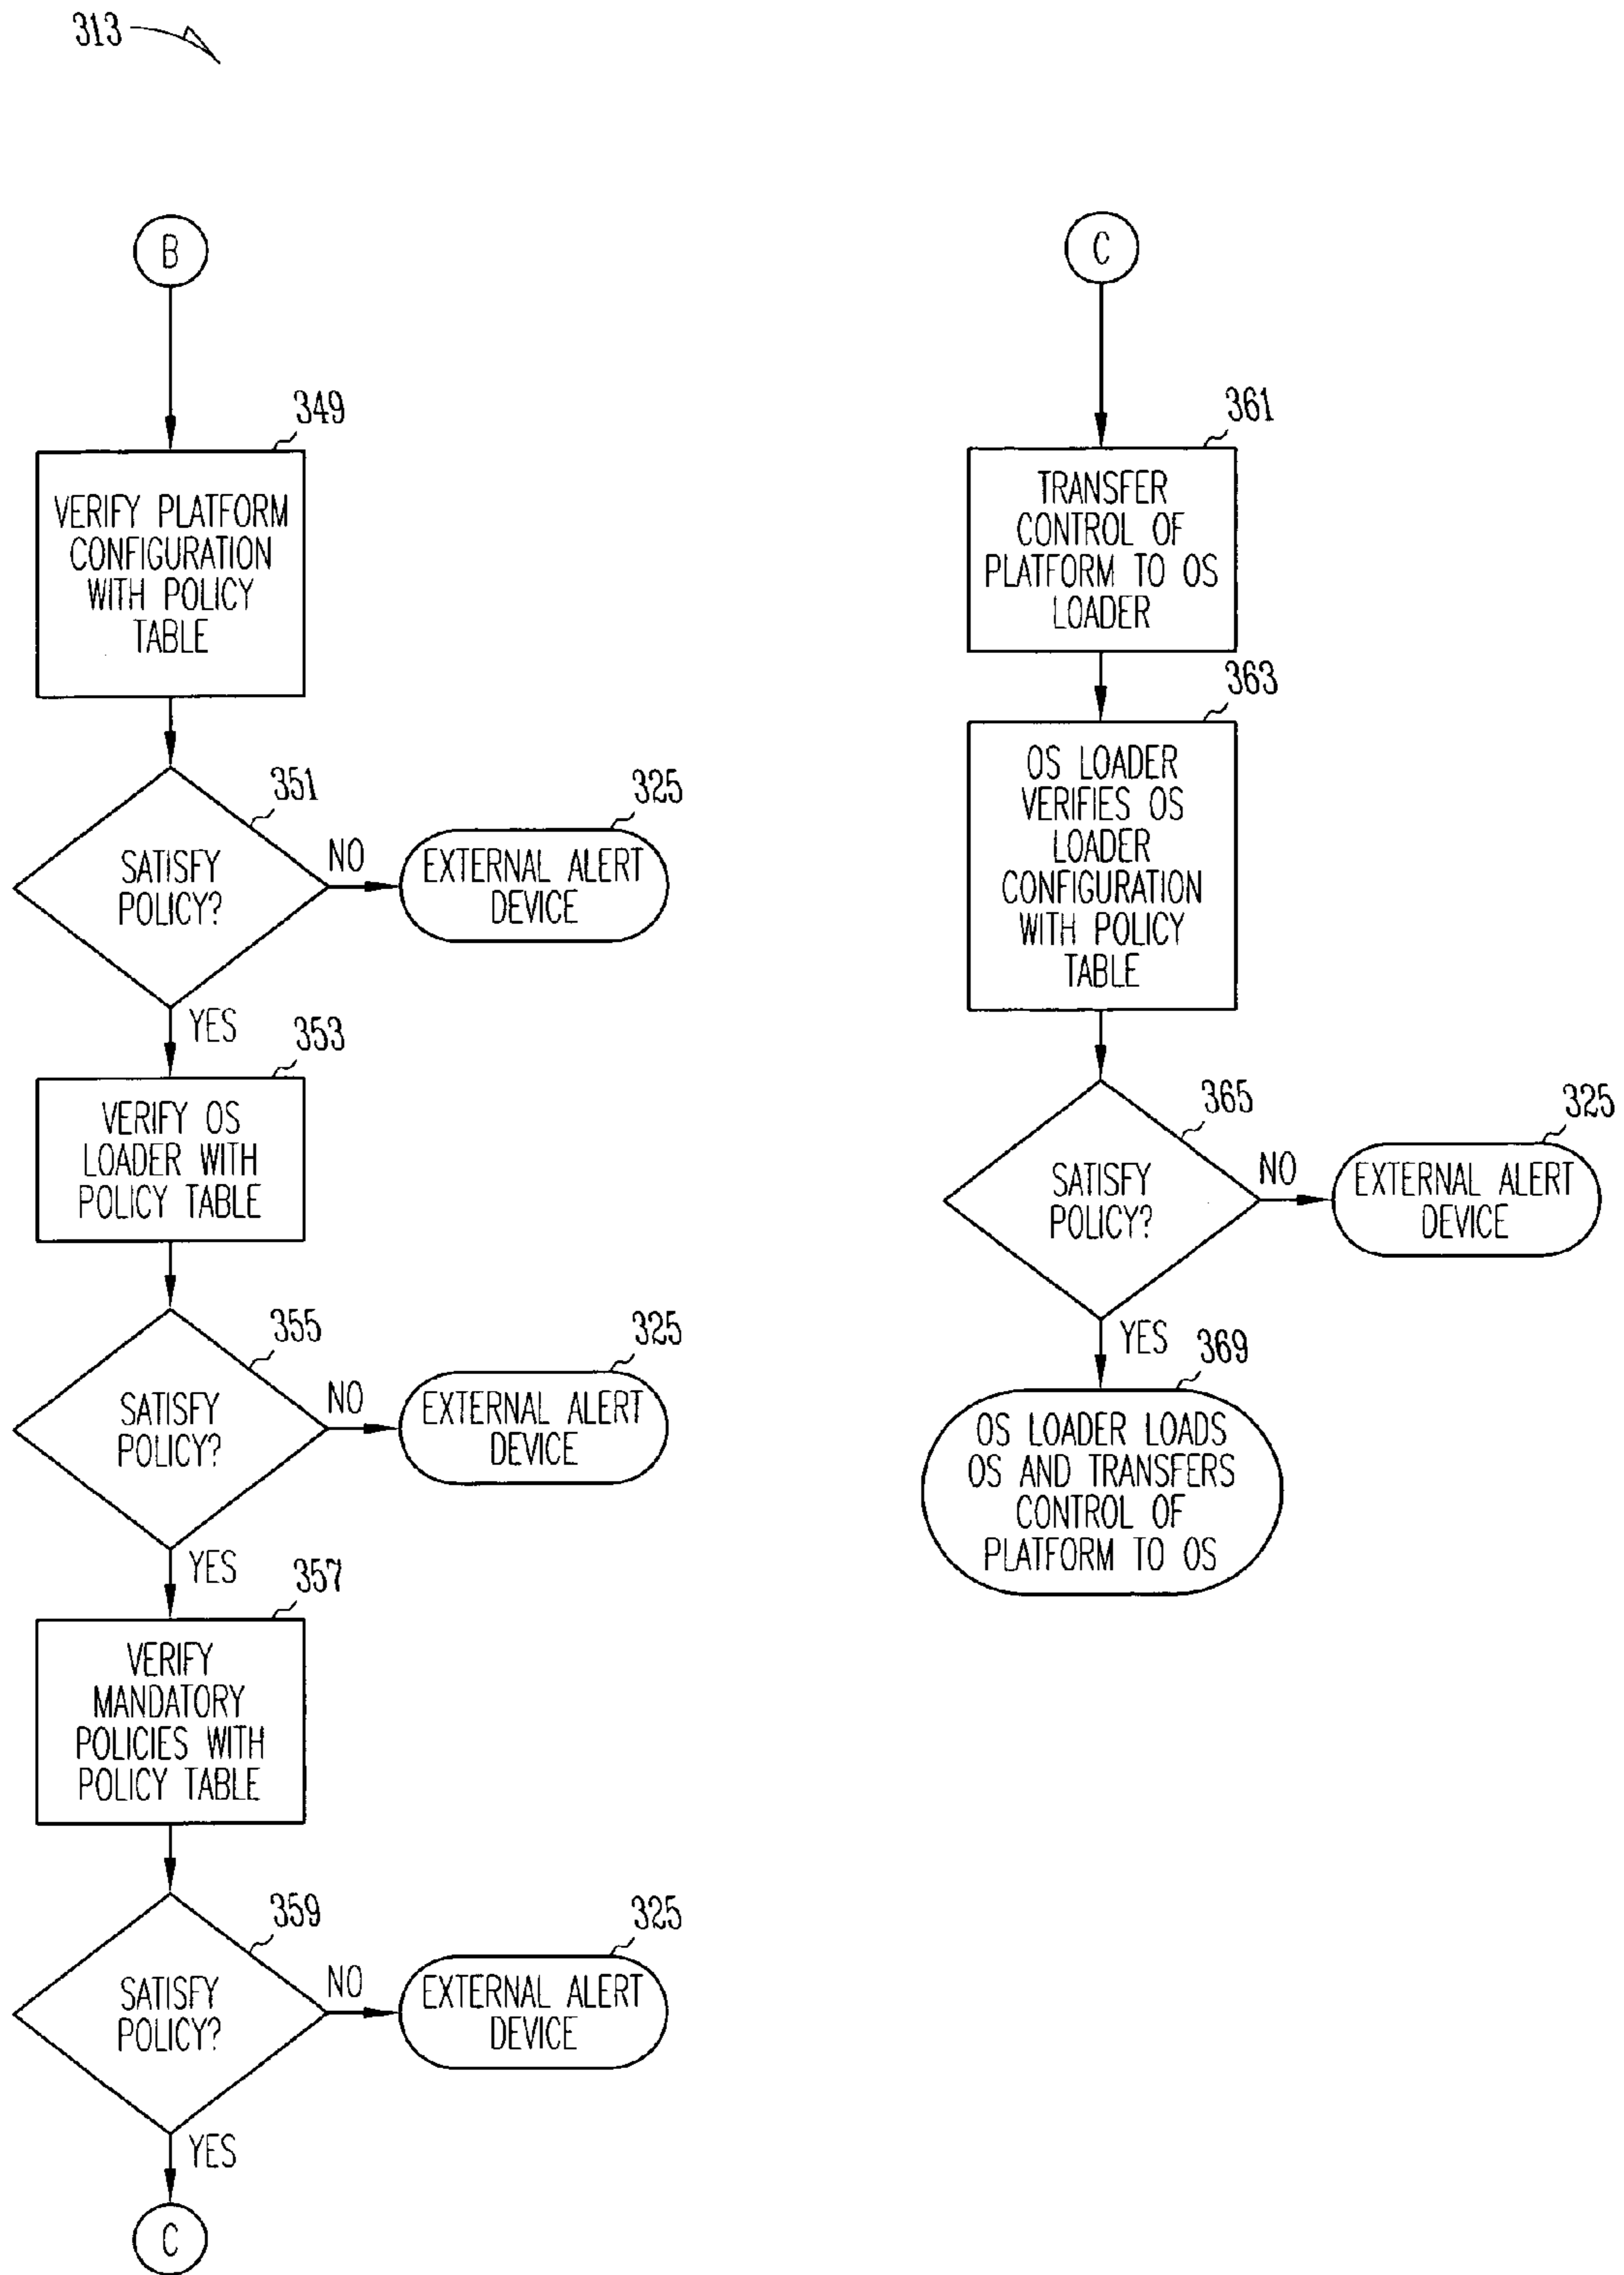 313
B
349
VERIFY PLATFORM
CONFIGURATION
WITH POLICY
TABLE
351
SATISFY
POLICY?
NO
325
EXTERNAL ALERT
DEVICE
YES
353
VERIFY OS
LOADER WITH
POLICY TABLE
355
SATISFY
POLICY?
NO
325
EXTERNAL ALERT
DEVICE
YES
357
VERIFY
MANDATORY
POLICIES WITH
POLICY TABLE
359
SATISFY
POLICY?
NO
325
EXTERNAL ALERT
DEVICE
YES
C
C
361
TRANSFER
CONTROL OF
PLATFORM TO OS
LOADER
363
OS LOADER
VERIFIES OS
LOADER
CONFIGURATION
WITH POLICY
TABLE
365
SATISFY
POLICY?
NO
325
EXTERNAL ALERT
DEVICE
YES
369
OS LOADER LOADS
OS AND TRANSFERS
CONTROL OF
PLATFORM TO OS